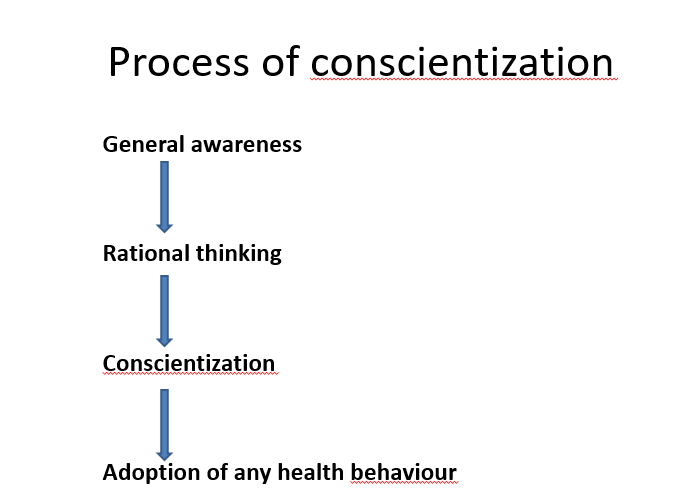 Process of conscientization
General awareness
Rational thinking
Conscientization
Adoption of any health behaviour